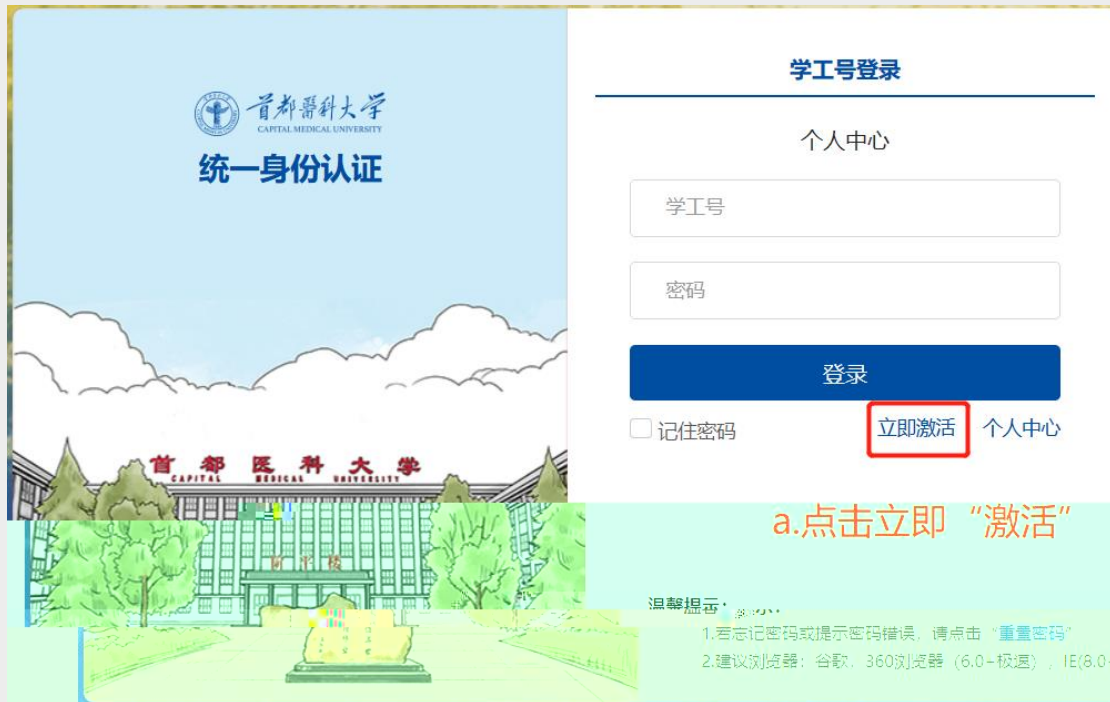 首都醫科大学
CAPITAL MEDICAL UNIVERSITY
统一身份认证
首都医科大学
CAPITAL MEDICAL UNIVERSITY
学工号登录
个人中心
学工号
密码
登录
记住密码 立即激活 个人中心
a.点击立即“激活”
温馨提示:
1.若忘记密码或提示密码错误, 请点击“重置密码”
2.建议浏览器: 谷歌、360浏览器 (6.0+极速) , IE(8.0+